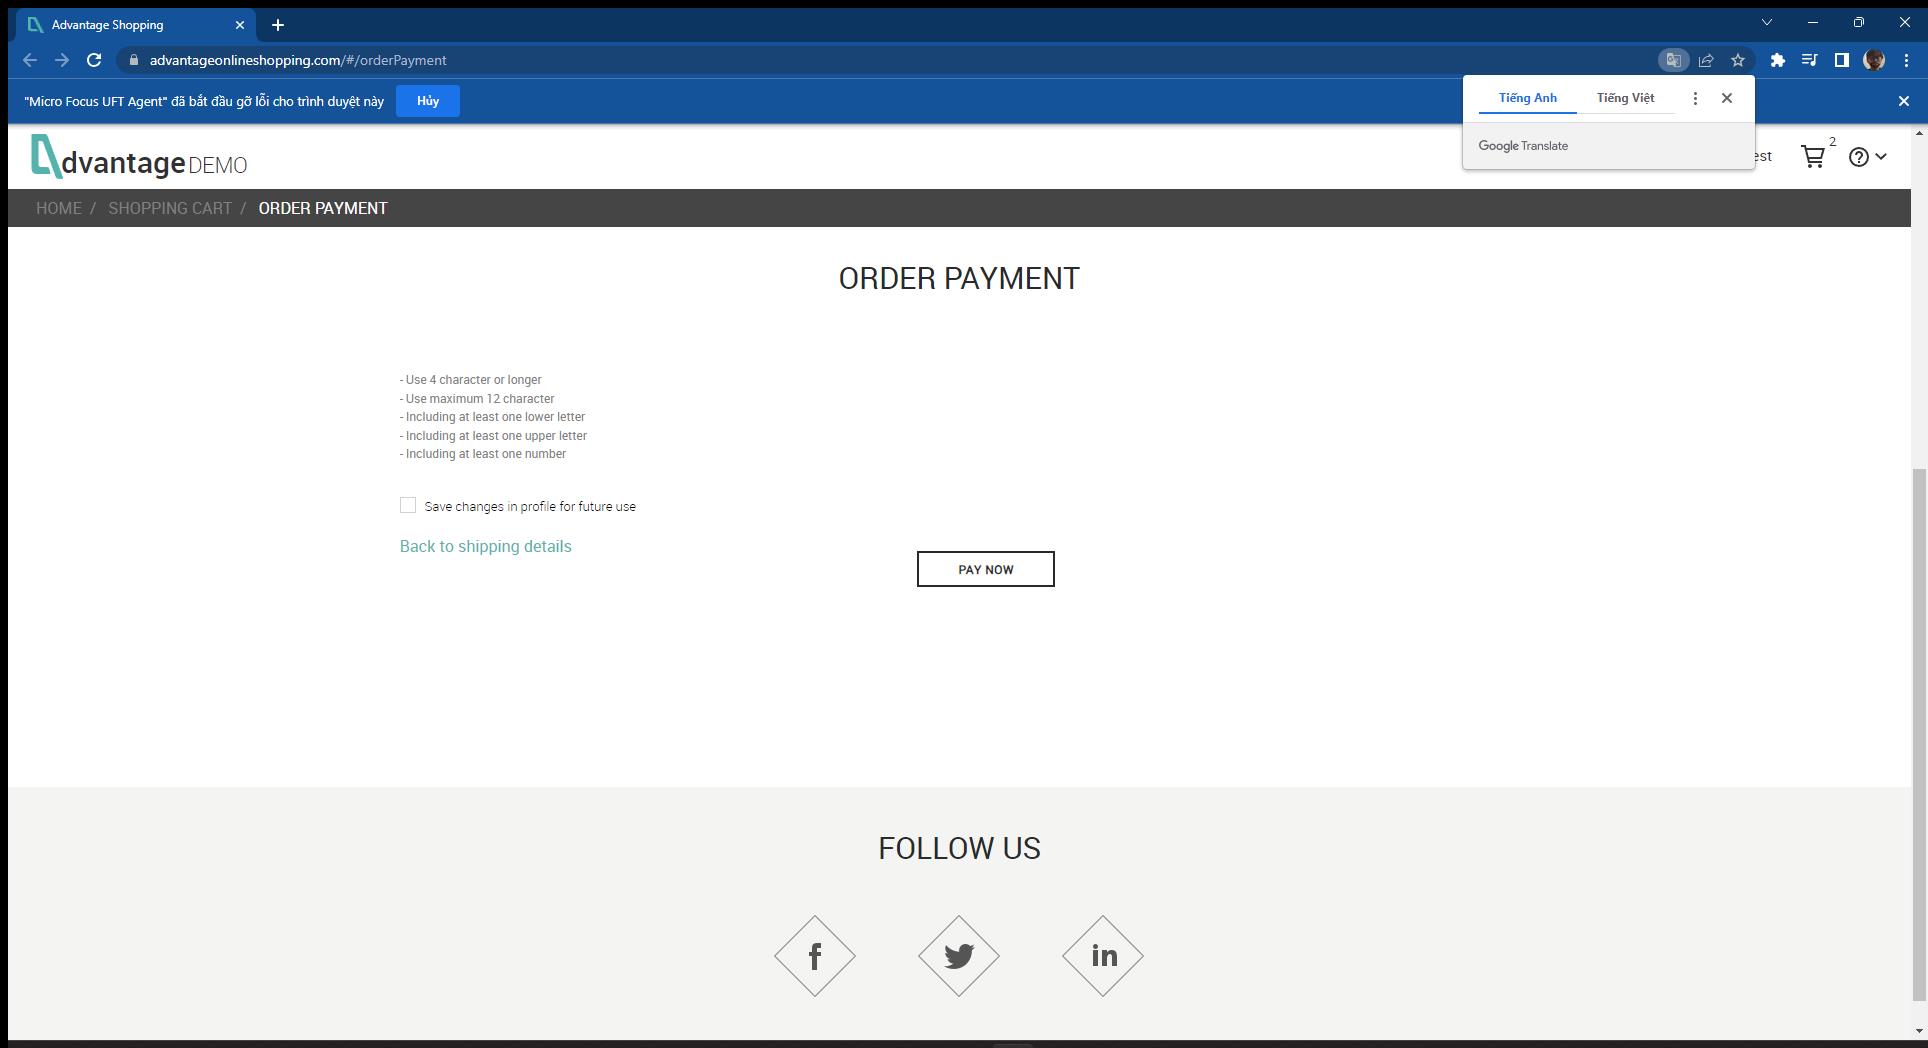 Advantage Shopping
advantageonlineshopping.com/#/orderPayment
"Micro Focus UFT Agent" đã bắt đầu gỡ lỗi cho trình duyệt này
Hủy
Tiếng Anh
Tiếng Việt
Google Translate
dvantage DEMO
est
2
HOME / SHOPPING CART / ORDER PAYMENT
ORDER PAYMENT
- Use 4 character or longer
- Use maximum 12 character
- Including at least one lower letter
- Including at least one upper letter
- Including at least one number
Save changes in profile for future use
Back to shipping details
PAY NOW
FOLLOW US
f
in